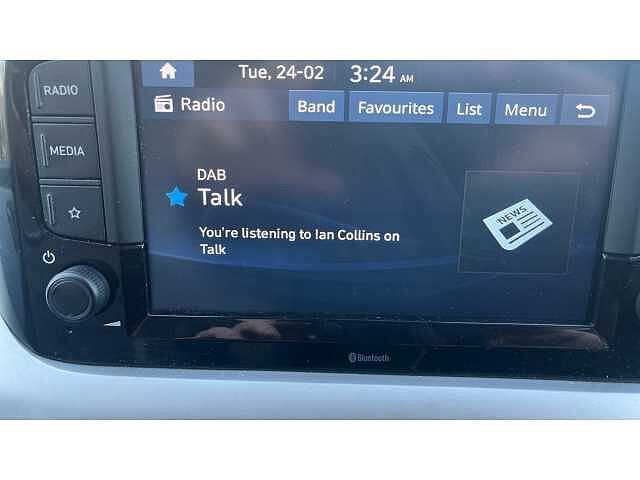 Tue, 24-02 3:24 AM
RADIO
Radio Band Favourites List Menu
MEDIA
DAB
Talk
NEWS
You're listening to Ian Collins on
Talk
Bluetooth